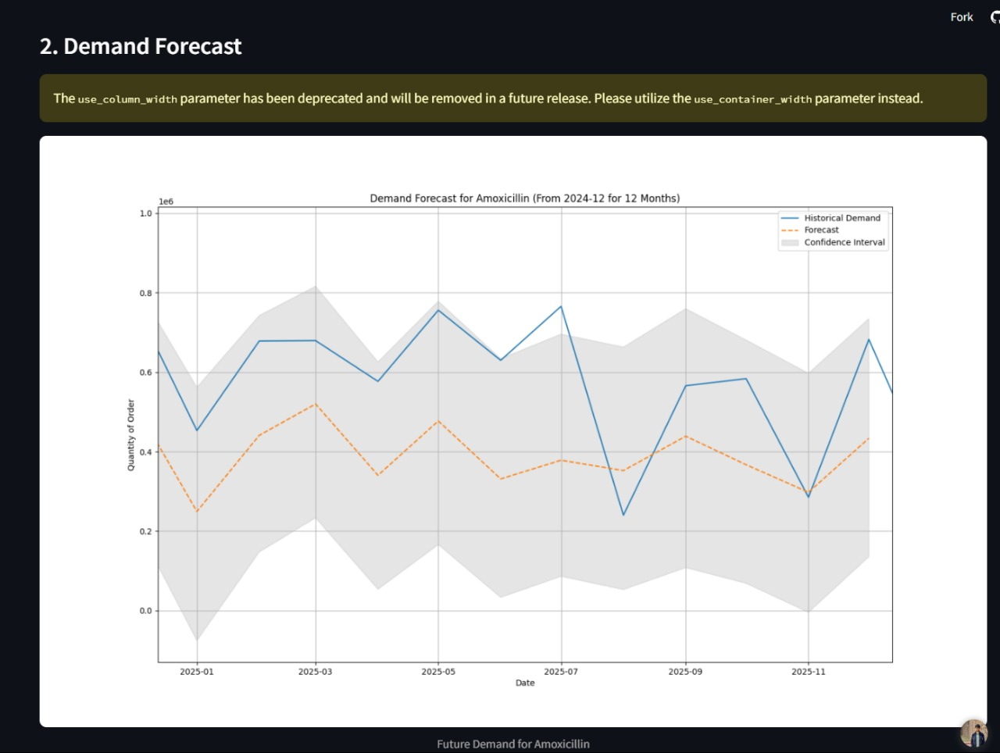 Fork
2. Demand Forecast
The use_column_width parameter has been deprecated and will be removed in a future release. Please utilize the use_container_width parameter instead.
Demand Forecast for Amoxicillin (From 2024-12 for 12 Months)
1e6
Historical Demand
Forecast
Confidence Interval
1.0
0.8
0.6
0.4
0.2
0.0
Quantity of Order
2025-01
2025-03
2025-05
2025-07
2025-09
2025-11
Date
Future Demand for Amoxicillin